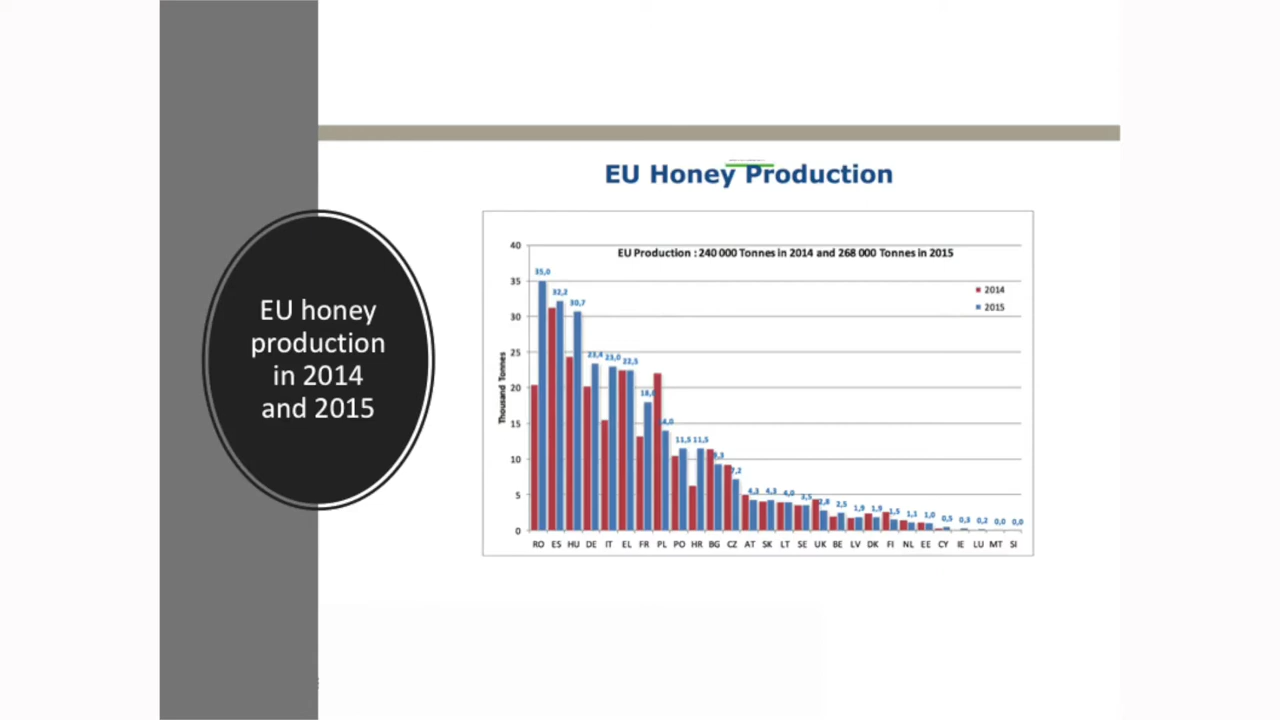 EU Honey Production
EU honey
production
in 2014
and 2015
EU Production : 240 000 Tonnes in 2014 and 268 000 Tonnes in 2015
2014
2015
Thousand Tonnes
40
35
30
25
20
15
10
5
0
35,0
32,2
30,7
23,4 23,0 22,5
11,5 11,5
4,3 4,3 4,0 3,5
2,5 1,9 1,9 1,5 1,1 1,0 0,5 0,3 0,2 0,0 0,0
RO ES HU DE IT EL FR PL PO HR BG CZ AT SK LT SE UK BE LV DK FI NL EE CY IE LU MT SI